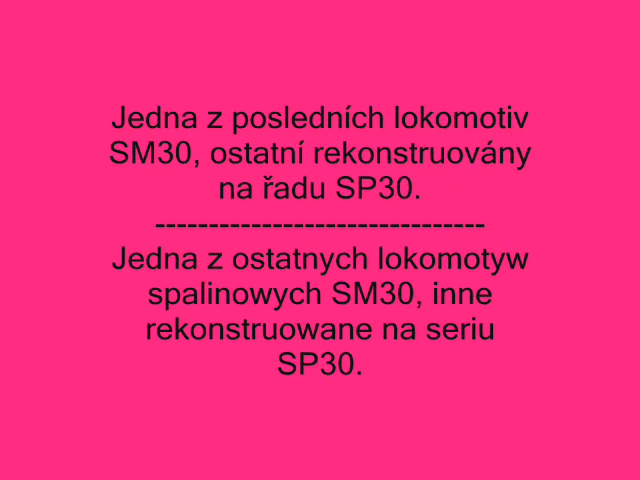 Jedna z posledních lokomotiv
SM30, ostatní rekonstruovány
na řadu SP30.
-------------------------------
Jedna z ostatnych lokomotyw
spalinowych SM30, inne
rekonstruowane na seriu
SP30.